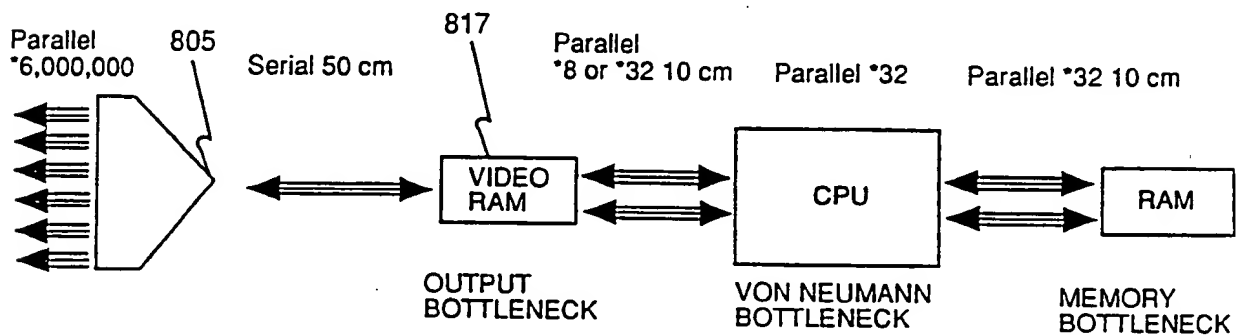 Parallel
*6,000,000
805
Serial 50 cm
817
Parallel
*8 or *32 10 cm
Parallel *32
Parallel *32 10 cm
VIDEO
RAM
CPU
RAM
OUTPUT
BOTTLENECK
VON NEUMANN
BOTTLENECK
MEMORY
BOTTLENECK